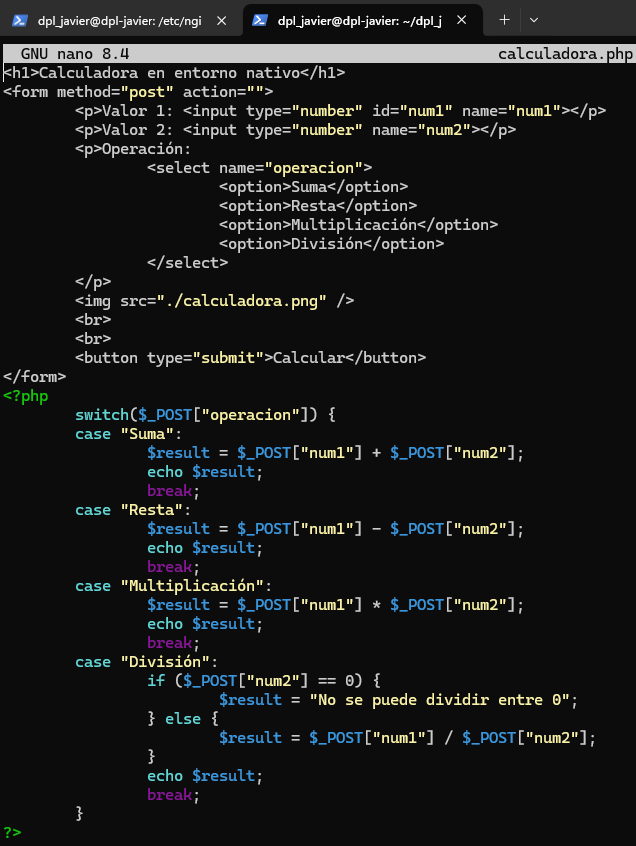 dpl_javier@dpl-javier: /etc/ngi
dpl_javier@dpl-javier: ~/dpl_j
GNU nano 8.4 calculadora.php
<h1>Calculadora en entorno nativo</h1>
<form method="post" action="">
        <p>Valor 1: <input type="number" id="num1" name="num1"></p>
        <p>Valor 2: <input type="number" name="num2"></p>
        <p>Operación:
                <select name="operacion">
                        <option>Suma</option>
                        <option>Resta</option>
                        <option>Multiplicación</option>
                        <option>División</option>
                </select>
        </p>
        <img src="./calculadora.png" />
        <br>
        <br>
        <button type="submit">Calcular</button>
</form>
<?php
        switch($_POST["operacion"]) {
        case "Suma":
                $result = $_POST["num1"] + $_POST["num2"];
                echo $result;
                break;
        case "Resta":
                $result = $_POST["num1"] - $_POST["num2"];
                echo $result;
                break;
        case "Multiplicación":
                $result = $_POST["num1"] * $_POST["num2"];
                echo $result;
                break;
        case "División":
                if ($_POST["num2"] == 0) {
                        $result = "No se puede dividir entre 0";
                } else {
                        $result = $_POST["num1"] / $_POST["num2"];
                }
                echo $result;
                break;
        }
?>